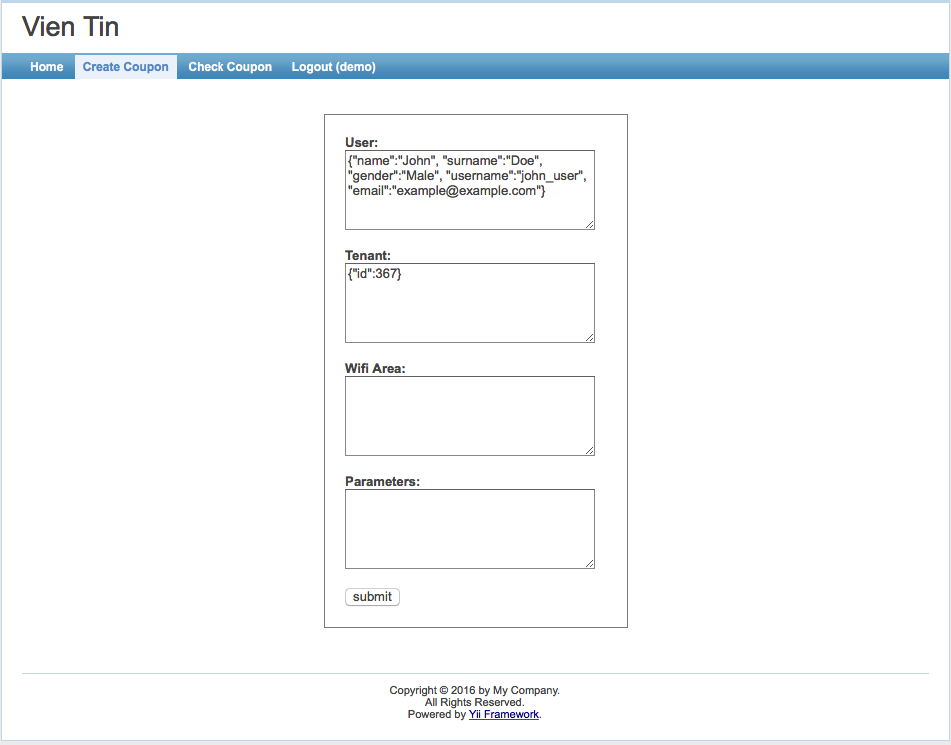 Vien Tin
Home Create Coupon Check Coupon Logout (demo)
User:
{"name":"John", "surname":"Doe",
"gender":"Male", "username":"john_user",
"email":"example@example.com"}
Tenant:
{"id":367}
Wifi Area:
Parameters:
submit
Copyright © 2016 by My Company.
All Rights Reserved.
Powered by Yii Framework.